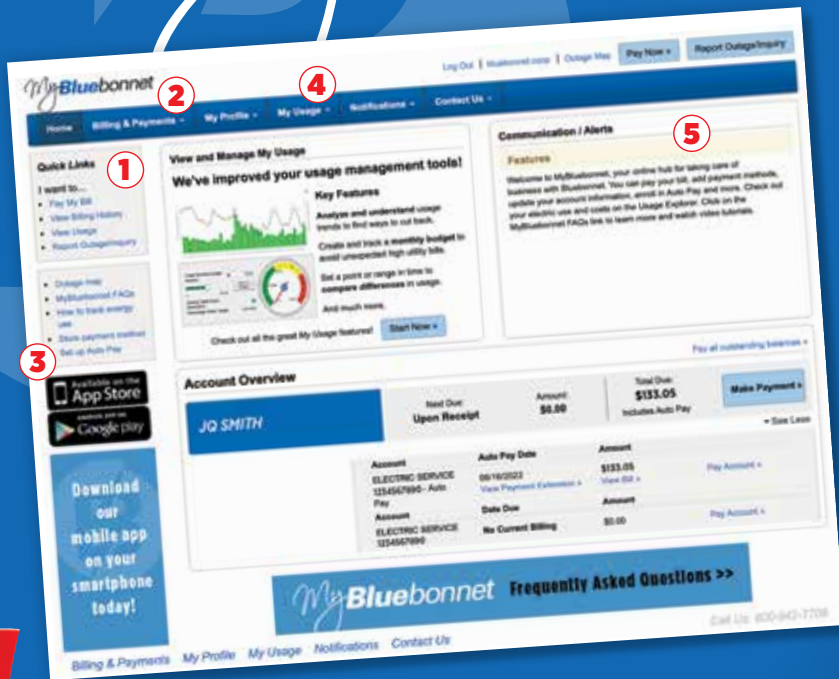 MyBluebonnet
Log Out | bluebonnet.coop | Outage Map
Pay Now »
Report Outage/Inquiry
2
4
Home
Billing & Payments
My Profile
My Usage
Notifications
Contact Us
Quick Links
1
I want to...
Pay My Bill
View Billing History
View Usage
Report Outage/Inquiry
Outage map
MyBluebonnet FAQs
How to track energy
use
Store payment method
Set up Auto Pay
3
Available on the
App Store
Google play
Download
our
mobile app
on your
smartphone
today!
View and Manage My Usage
We've improved your usage management tools!
Key Features
Analyze and understand usage
trends to find ways to cut back.
Create and track a monthly budget to
avoid unexpected high utility bills.
Set a point or range in time to
compare differences in usage.
And much more.
Check out all the great My Usage features!
Start Now »
Communication / Alerts
5
Features
Welcome to MyBluebonnet, your online hub for taking care of
business with Bluebonnet. You can pay your bill, add payment methods,
update your account information, enroll in Auto Pay and more. Check out
your electric use and costs on the Usage Explorer. Click on the
MyBluebonnet FAQs link to learn more and watch video tutorials.
Account Overview
Pay all outstanding balances »
JQ SMITH
Next Due:
Upon Receipt
Amount:
$0.00
Total Due:
$133.05
Includes Auto Pay
Make Payment »
See Less
Account
Auto Pay Date
Amount
ELECTRIC SERVICE
1234567890 - Auto
Pay
06/16/2022
View Payment Extension »
$133.05
View Bill »
Pay Account »
Account
Date Due
Amount
ELECTRIC SERVICE
1234567890
No Current Billing
$0.00
Pay Account »
MyBluebonnet Frequently Asked Questions >>
Call Us: 800-842-7708
Billing & Payments My Profile My Usage Notifications Contact Us